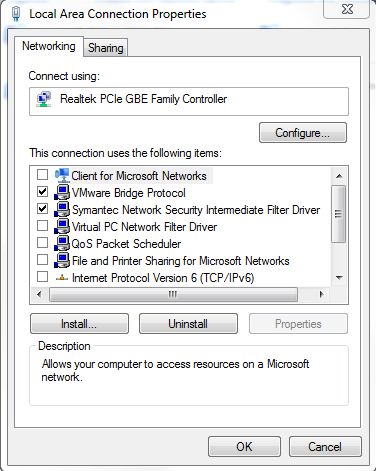 Local Area Connection Properties
Networking
Sharing
Connect using:
Realtek PCIe GBE Family Controller
Configure...
This connection uses the following items:
Client for Microsoft Networks
VMware Bridge Protocol
Symantec Network Security Intermediate Filter Driver
Virtual PC Network Filter Driver
QoS Packet Scheduler
File and Printer Sharing for Microsoft Networks
Internet Protocol Version 6 (TCP/IPv6)
Install...
Uninstall
Properties
Description
Allows your computer to access resources on a Microsoft
network.
OK
Cancel